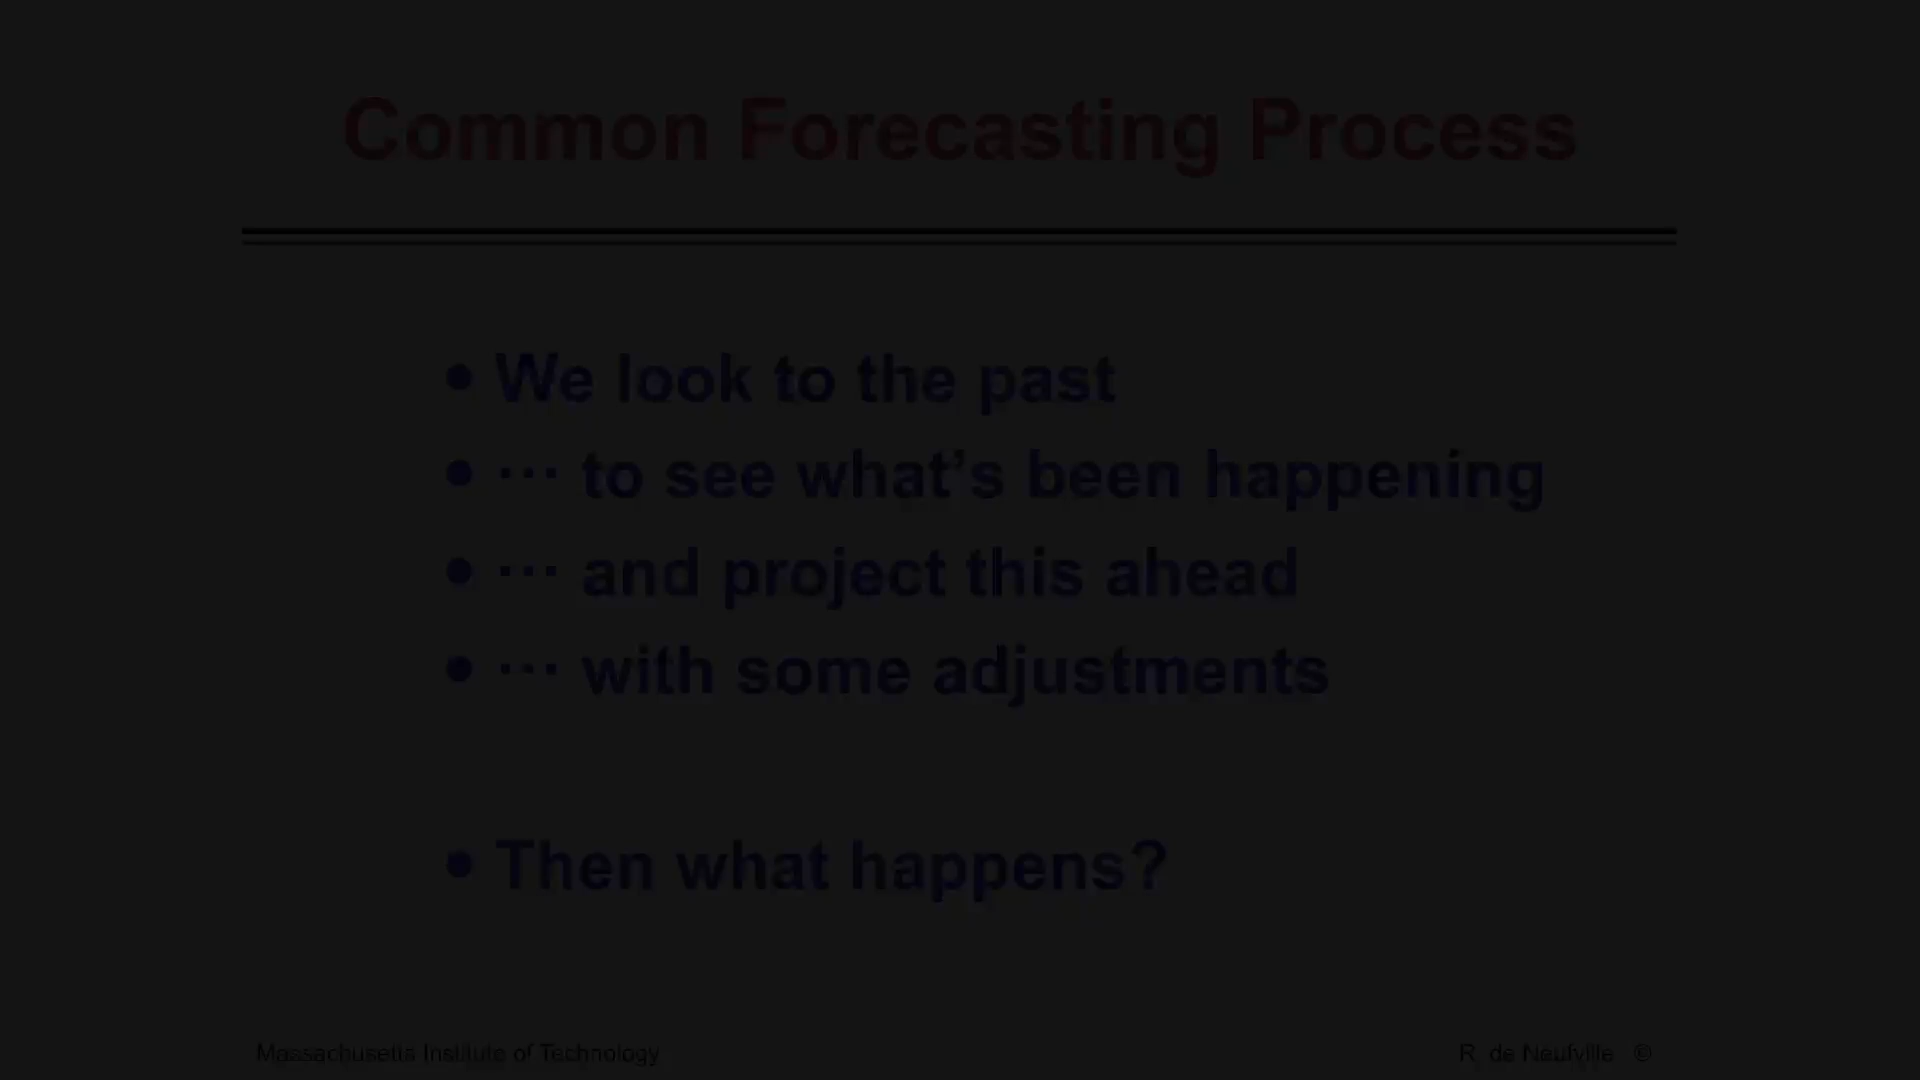 Common Forecasting Process
• We look to the past
• ... to see what’s been happening
• ... and project this ahead
• ... with some adjustments
• Then what happens?
Massachusetts Institute of Technology
R. de Neufville ©